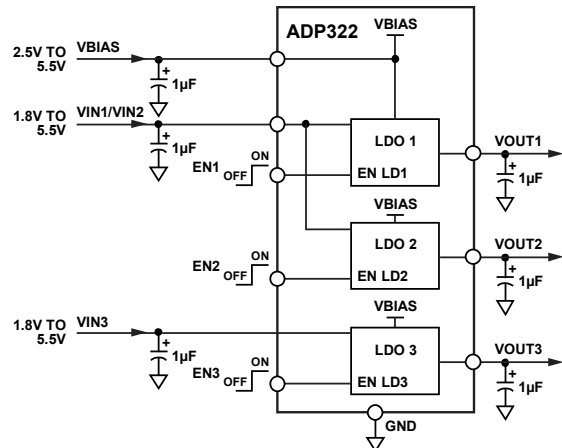 ADP322
VBIAS
2.5V TO
5.5V
VBIAS
+
1µF
1.8V TO
5.5V
VIN1/VIN2
+
1µF
LDO 1
EN LD1
EN1
ON
OFF
VOUT1
+
1µF
VBIAS
LDO 2
EN LD2
EN2
ON
OFF
VOUT2
+
1µF
VBIAS
1.8V TO
5.5V
VIN3
+
1µF
LDO 3
EN LD3
EN3
ON
OFF
VOUT3
+
1µF
GND